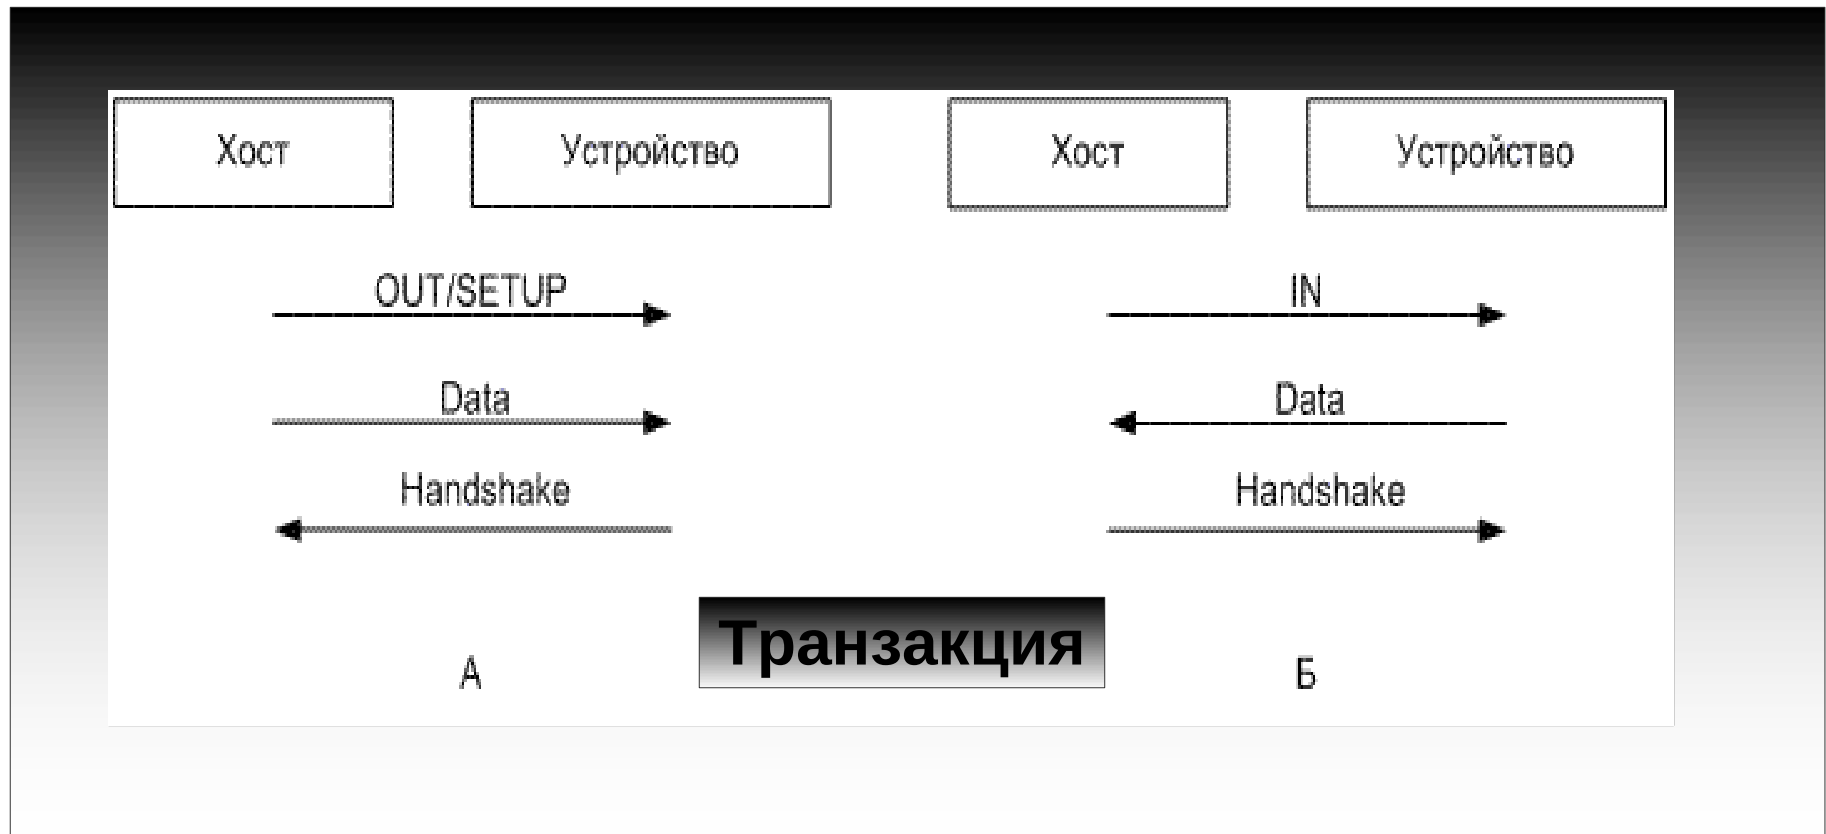 Хост Устройство Хост Устройство
OUT/SETUP IN
Data Data
Handshake Handshake
Транзакция
А Б